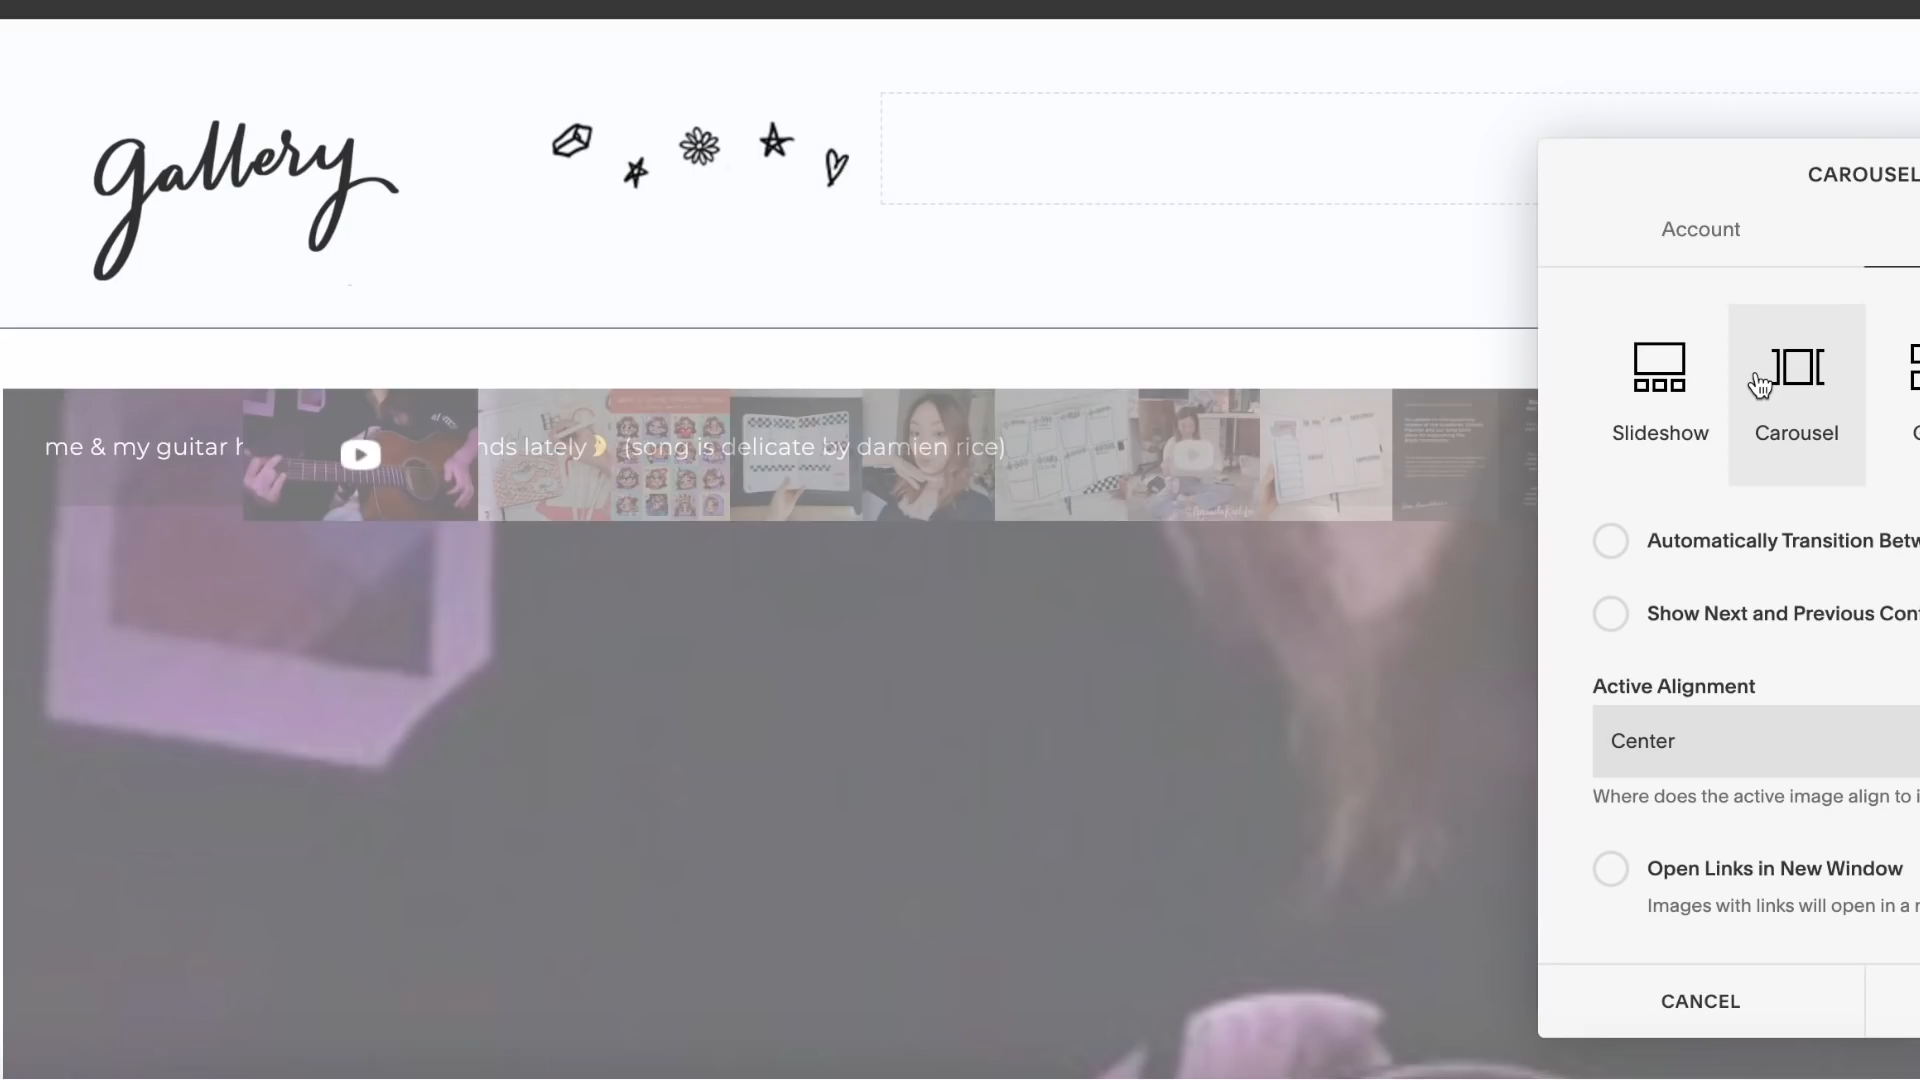 gallery
CAROUSEL
Account
Slideshow
Carousel
me & my guitar
nds lately🌛 (song is delicate by damien rice)
Automatically Transition Betw
Show Next and Previous Cont
Active Alignment
Center
Where does the active image align to i
Open Links in New Window
Images with links will open in a
CANCEL